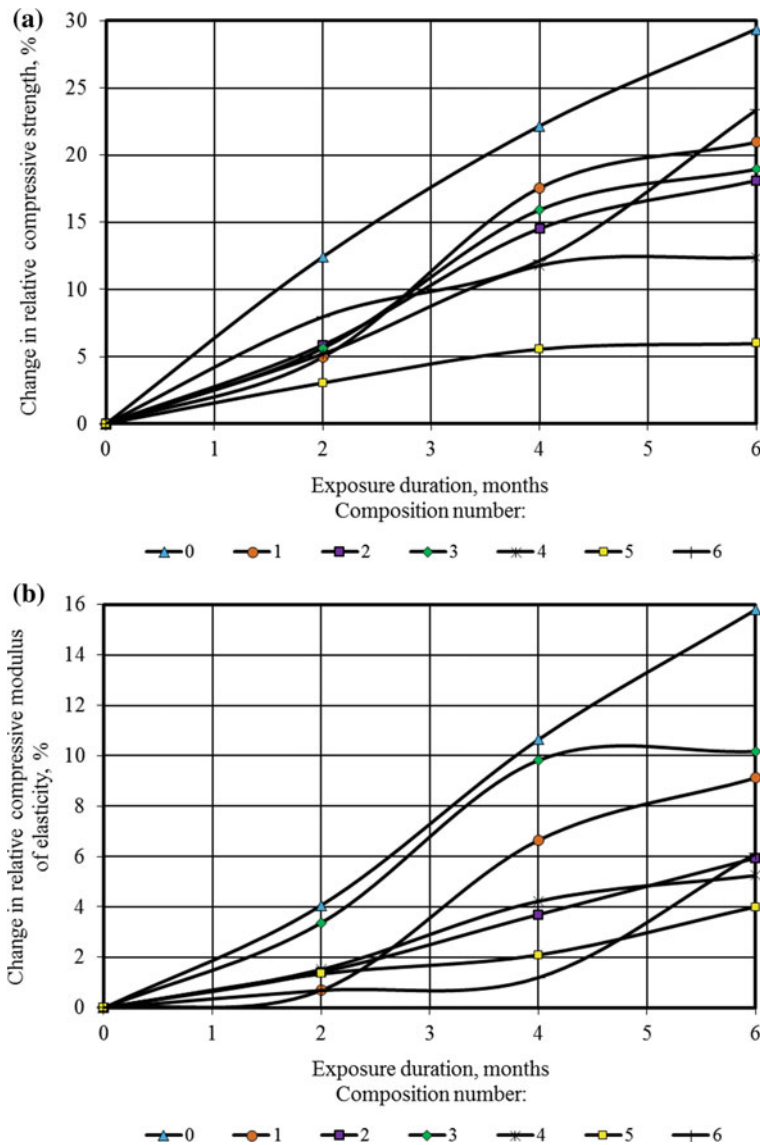 (a)
30
25
20
15
10
5
0
Change in relative compressive strength, %
0 1 2 3 4 5 6
Exposure duration, months
Composition number:
0 1 2 3 4 5 6
(b)
16
14
12
10
8
6
4
2
0
Change in relative compressive modulus
of elasticity, %
0 1 2 3 4 5 6
Exposure duration, months
Composition number:
0 1 2 3 4 5 6